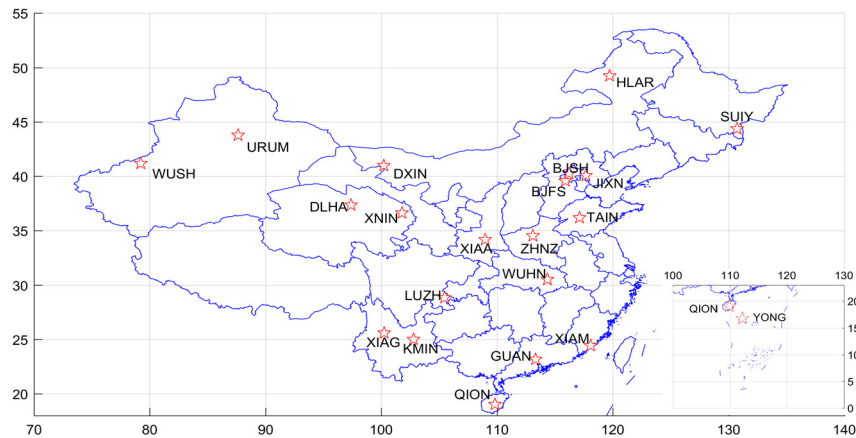 55
50
45
40
35
30
25
20
HLAR
SUIY
URUM
WUSH
DXIN
BJSH
BJFS
JIXN
DLHA
XNIN
TAIN
XIAA
ZHNZ
WUHN
LUZH
XIAG
KMIN
XIAM
GUAN
QION
70 80 90 100 110 120 130 140
100 110 120 130
QION
YONG
20
15
10
5
0